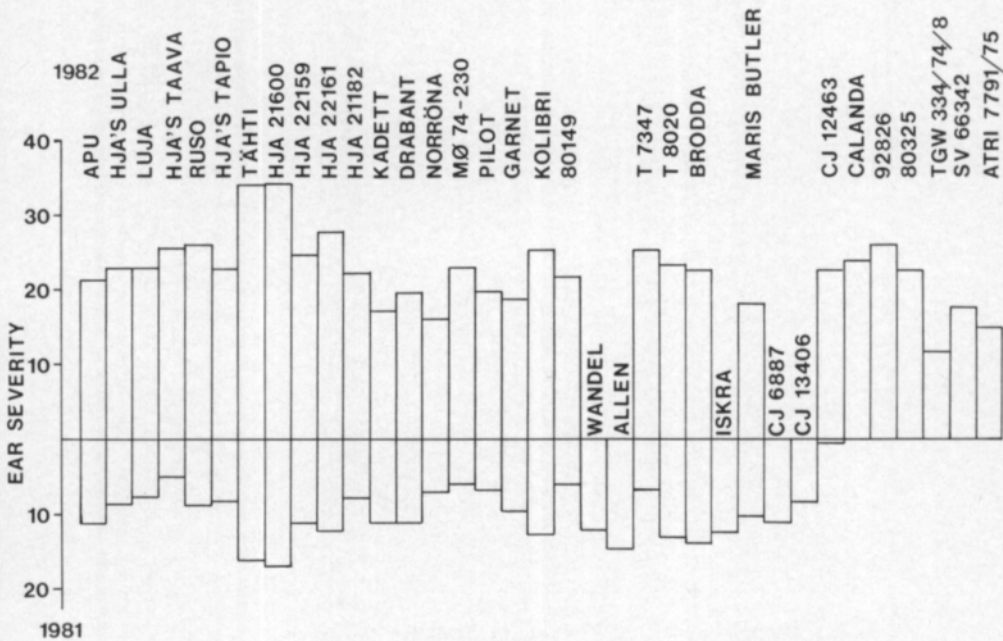 1982
40
30
20
10
10
20
1981
EAR SEVERITY
APU
HJA'S ULLA
LUJA
HJA'S TAAVA
RUSO
HJA'S TAPIO
TÄHTI
HJA 21600
HJA 22159
HJA 22161
HJA 21182
KADETT
DRABANT
NORRÖNA
MØ 74-230
PILOT
GARNET
KOLIBRI
80149
WANDEL
ALLEN
T 7347
T 8020
BRODDA
ISKRA
MARIS BUTLER
CJ 6887
CJ 13406
CJ 12463
CALANDA
92826
80325
TGW 334/74/8
SV 66342
ATRI 7791/75